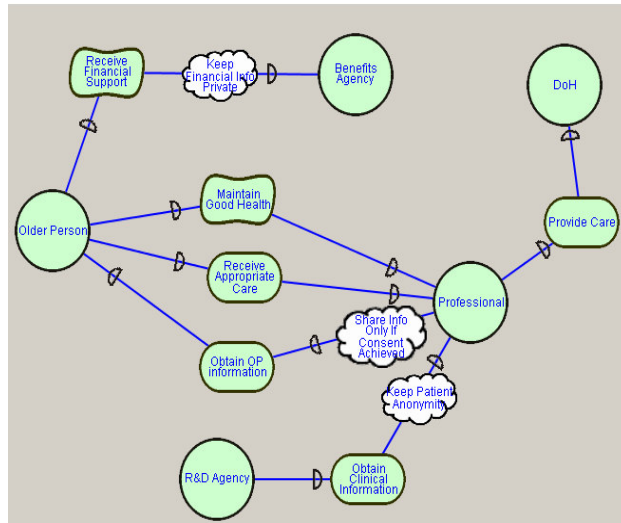 Receive
Financial
Support
Keep
Financial Info
Private
Benefits
Agency
DoH
Older Person
Maintain
Good Health
Provide Care
Receive
Appropriate
Care
Professional
Share Info
Only If
Consent
Achieved
Obtain OP
information
Keep Patient
Anonymity
R&D Agency
Obtain
Clinical
Information